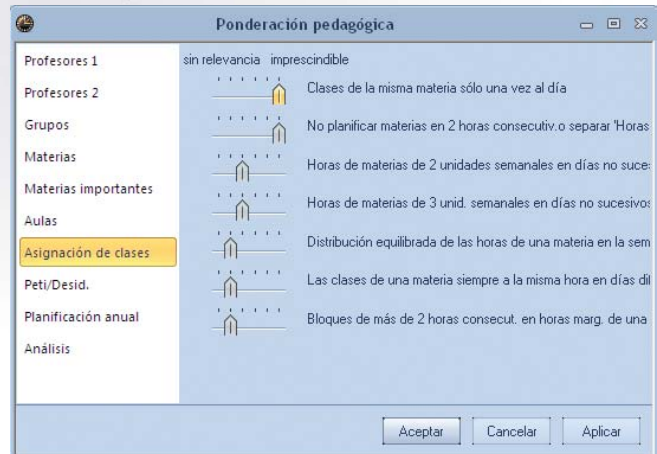 Ponderación pedagógica
Profesores 1
Profesores 2
Grupos
Materias
Materias importantes
Aulas
Asignación de clases
Peti/Desid.
Planificación anual
Análisis
sin relevancia imprescindible
Clases de la misma materia sólo una vez al día
No planificar materias en 2 horas consecutiv.o separar 'Horas
Horas de materias de 2 unidades semanales en días no suce
Horas de materias de 3 unid. semanales en días no sucesivos
Distribución equilibrada de las horas de una materia en la sem
Las clases de una materia siempre a la misma hora en días dif
Bloques de más de 2 horas consecut. en horas marg. de una
Aceptar
Cancelar
Aplicar